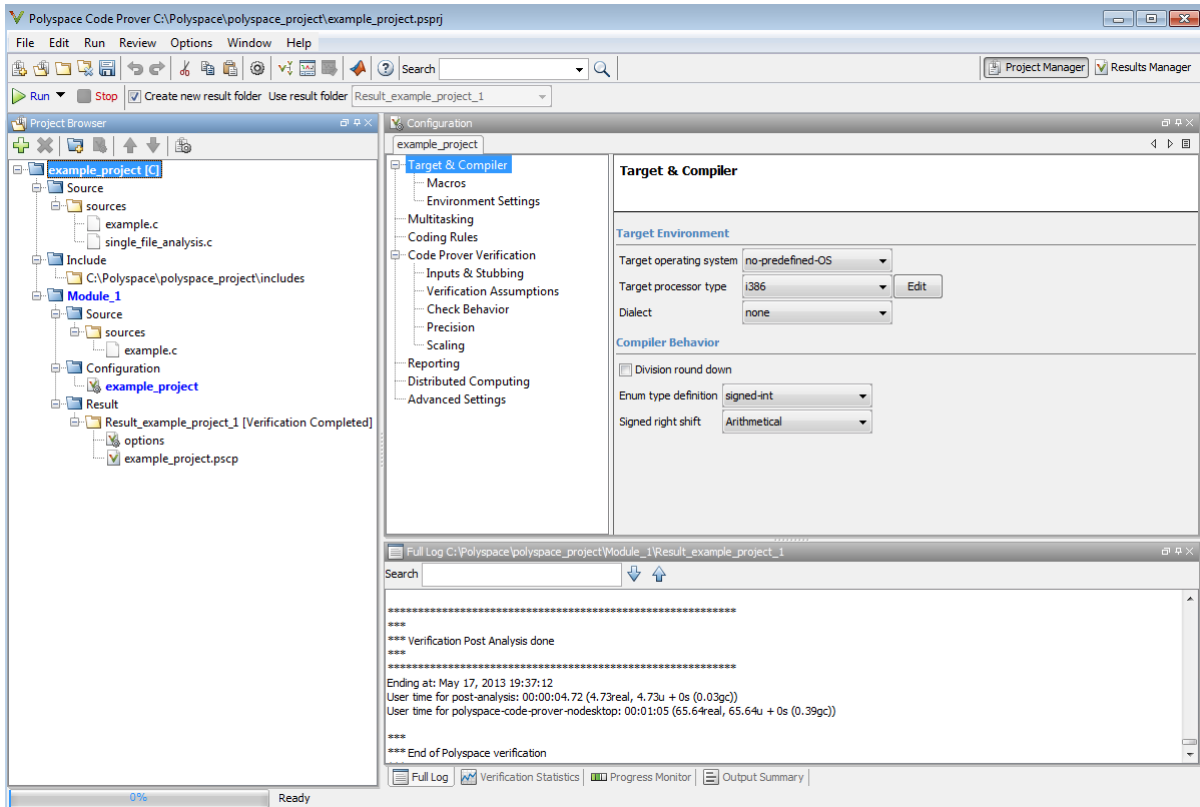 Polyspace Code Prover C:\Polyspace\polyspace_project\example_project.psprj
File Edit Run Review Options Window Help
Search
Project Manager Results Manager
Run Stop Create new result folder Use result folder Result_example_project_1
Project Browser
example_project [C]
Source
sources
example.c
single_file_analysis.c
Include
C:\Polyspace\polyspace_project\includes
Module_1
Source
sources
example.c
Configuration
example_project
Result
Result_example_project_1 [Verification Completed]
options
example_project.pscp
Configuration
example_project
Target & Compiler
Macros
Environment Settings
Multitasking
Coding Rules
Code Prover Verification
Inputs & Stubbing
Verification Assumptions
Check Behavior
Precision
Scaling
Reporting
Distributed Computing
Advanced Settings
Target & Compiler
Target Environment
Target operating system no-predefined-OS
Target processor type i386 Edit
Dialect none
Compiler Behavior
Division round down
Enum type definition signed-int
Signed right shift Arithmetical
Full Log C:\Polyspace\polyspace_project\Module_1\Result_example_project_1
Search
************************************************************
***
*** Verification Post Analysis done
***
************************************************************
Ending at: May 17, 2013 19:37:12
User time for post-analysis: 00:00:04.72 (4.73real, 4.73u + 0s (0.03gc))
User time for polyspace-code-prover-nodesktop: 00:01:05 (65.64real, 65.64u + 0s (0.39gc))
***
*** End of Polyspace verification
Full Log Verification Statistics Progress Monitor Output Summary
0% Ready